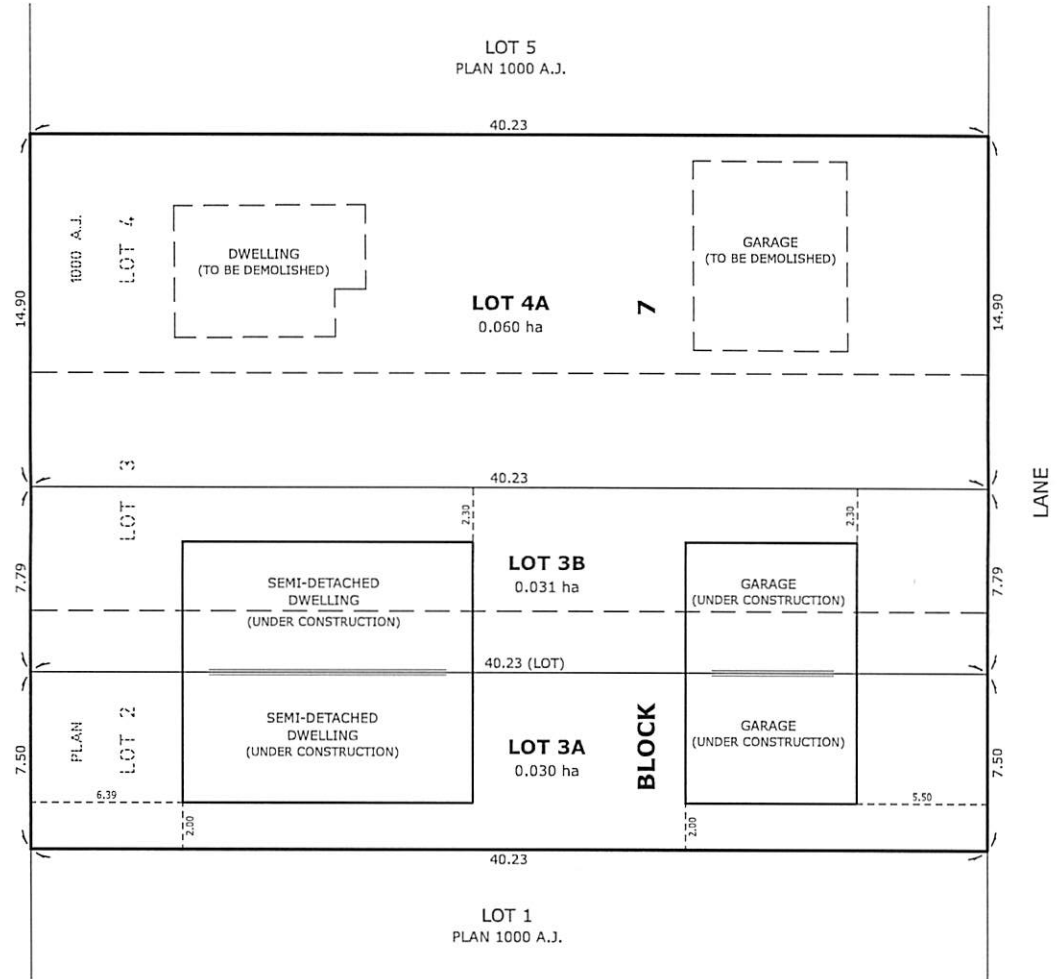 LOT 5
PLAN 1000 A.J.
40.23
14.90
1000 A.J.
LOT 4
DWELLING
(TO BE DEMOLISHED)
LOT 4A
0.060 ha
7
GARAGE
(TO BE DEMOLISHED)
14.90
40.23
LANE
LOT 3
2.30
2.30
7.79
SEMI-DETACHED
DWELLING
(UNDER CONSTRUCTION)
LOT 3B
0.031 ha
GARAGE
(UNDER CONSTRUCTION)
7.79
40.23 (LOT)
7.50
PLAN
LOT 2
SEMI-DETACHED
DWELLING
(UNDER CONSTRUCTION)
LOT 3A
0.030 ha
BLOCK
GARAGE
(UNDER CONSTRUCTION)
7.50
6.39
5.50
2.00
2.00
40.23
LOT 1
PLAN 1000 A.J.